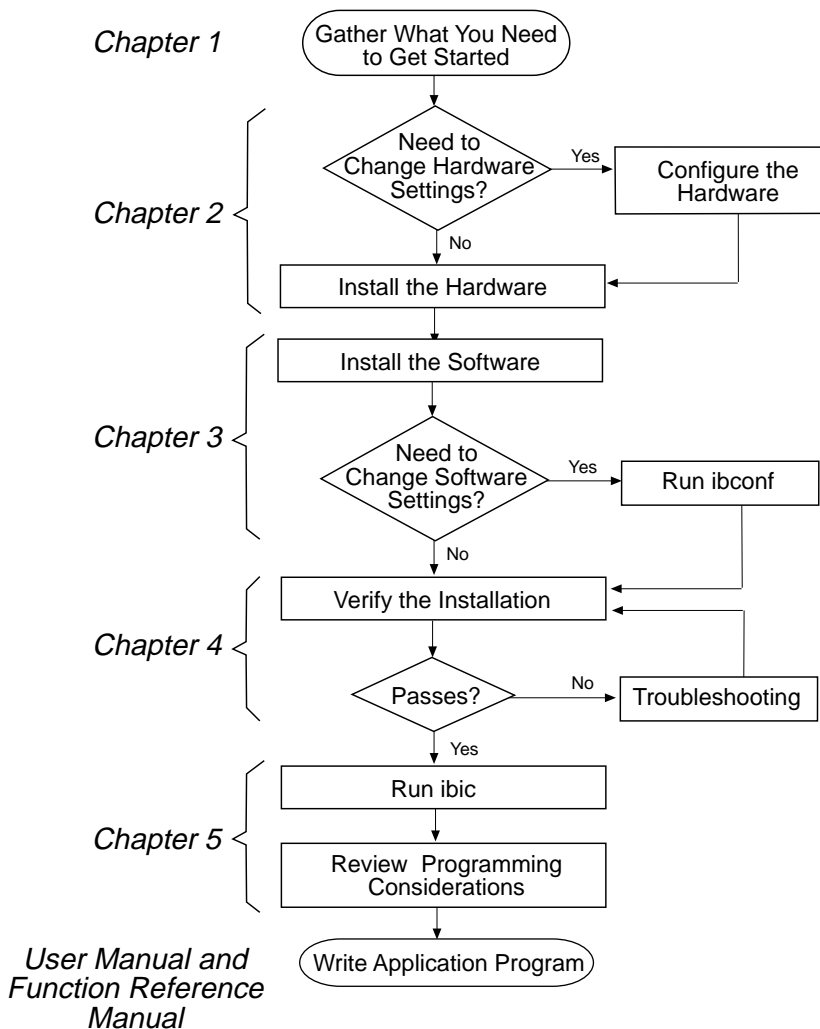 Chapter 1
Gather What You Need
to Get Started
Need to
Change Hardware
Settings?
Yes
Configure the
Hardware
Chapter 2
No
Install the Hardware
Install the Software
Chapter 3
Need to
Change Software
Settings?
Yes
Run ibconf
No
Verify the Installation
Chapter 4
Passes?
No
Troubleshooting
Yes
Run ibic
Chapter 5
Review Programming
Considerations
User Manual and
Function Reference
Manual
Write Application Program